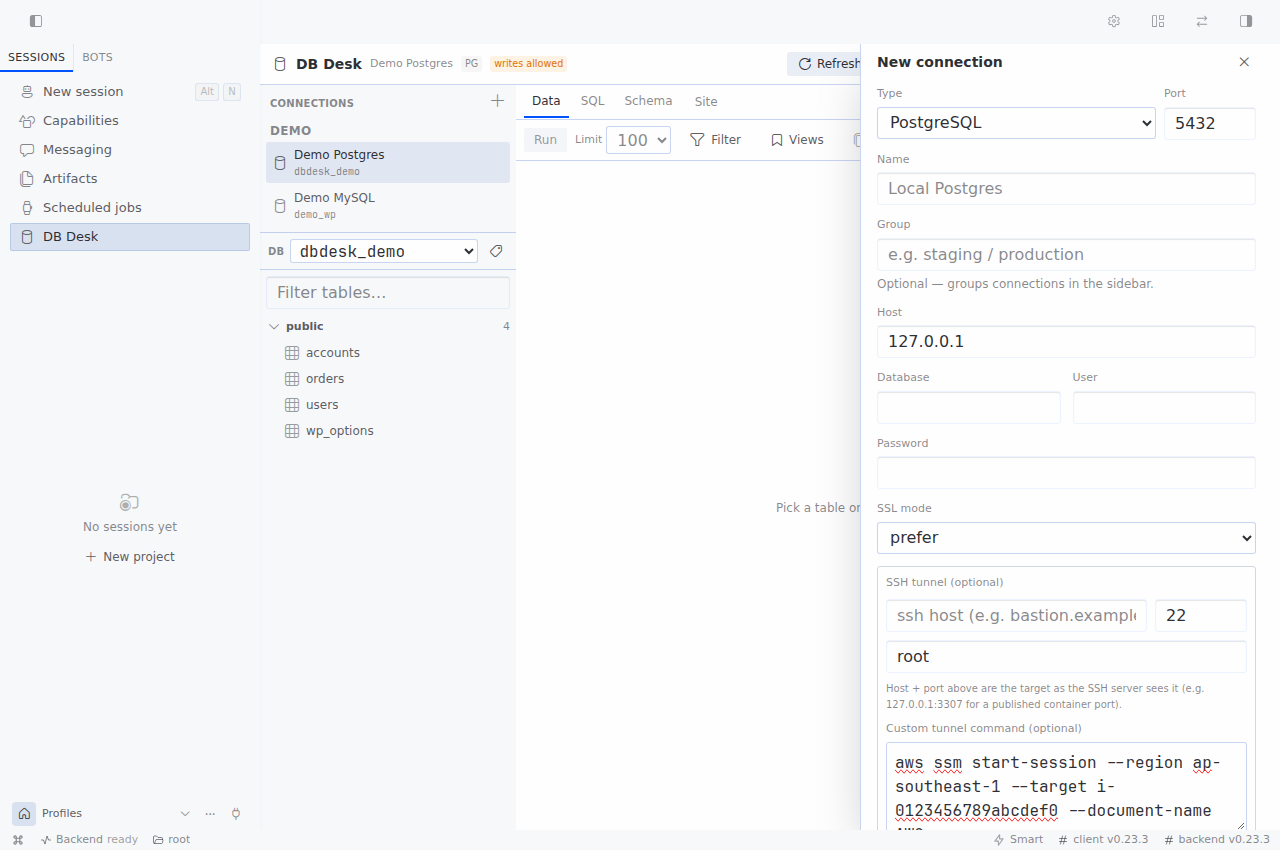 SESSIONS BOTS
New session Alt N
Capabilities
Messaging
Artifacts
Scheduled jobs
DB Desk
No sessions yet
New project
Profiles
DB Desk Demo Postgres PG writes allowed Refresh
CONNECTIONS
DEMO
Demo Postgres
dbdesk_demo
Demo MySQL
demo_wp
DB dbdesk_demo
Filter tables...
public 4
accounts
orders
users
wp_options
Data SQL Schema Site
Run Limit 100 Filter Views
Pick a table or
New connection
Type Port
PostgreSQL 5432
Name
Local Postgres
Group
e.g. staging / production
Optional — groups connections in the sidebar.
Host
127.0.0.1
Database User
Password
SSL mode
prefer
SSH tunnel (optional)
ssh host (e.g. bastion.example 22
root
Host + port above are the target as the SSH server sees it (e.g.
127.0.0.1:3307 for a published container port).
Custom tunnel command (optional)
aws ssm start-session --region ap-
southeast-1 --target i-
0123456789abcdef0 --document-name
Backend ready root Smart # client v0.23.3 # backend v0.23.3